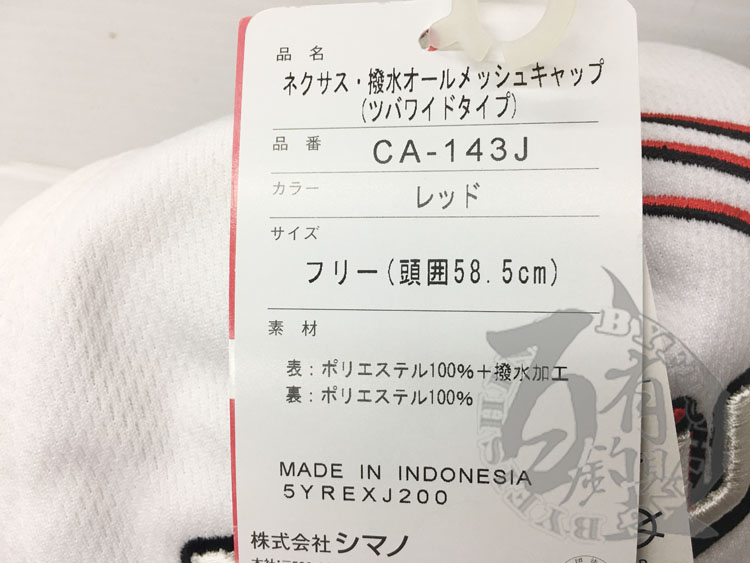 品名
ネクサス・撥水オールメッシュキャップ
(ツバワイドタイプ)
品番 CA-143J
カラー レッド
サイズ
フリー(頭囲58.5cm)
素材
表:ポリエステル100%+撥水加工
裏:ポリエステル100%
MADE IN INDONESIA
5YREXJ200
株式会社シマノ